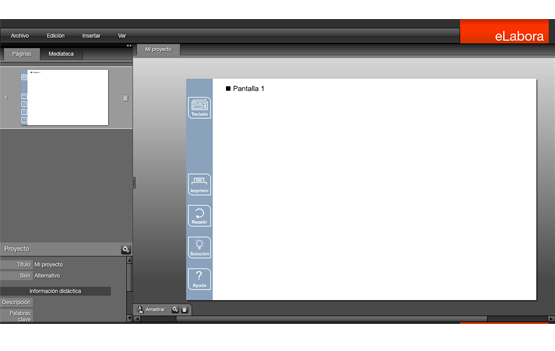 Archivo Edición Insertar Ver
eLabora
Páginas Mediateca
Mi proyecto
1
Pantalla 1
Teclado
Imprimir
Repetir
Solución
Ayuda
Proyecto
Título Mi proyecto
Skin Alternativo
Información didáctica
Descripción
Palabras
clave
Arrastrar